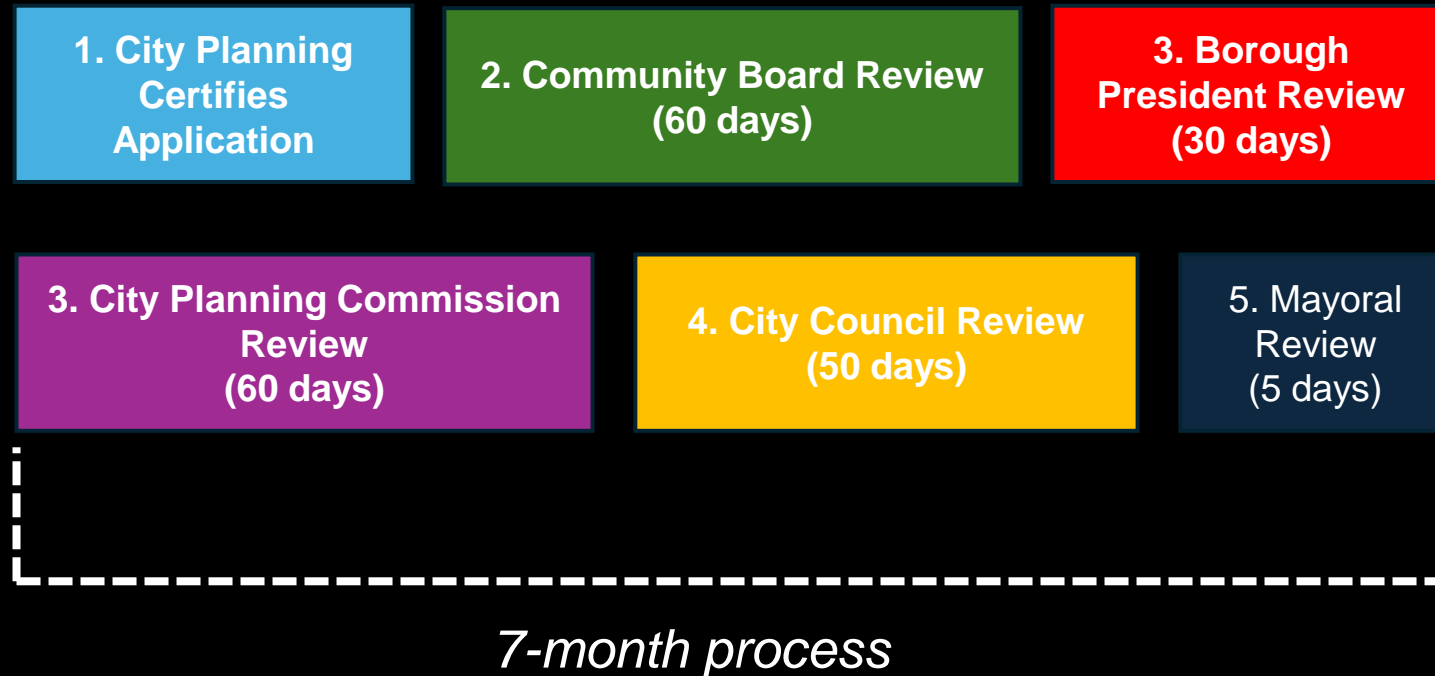 1. City Planning
Certifies
Application
2. Community Board Review
(60 days)
3. Borough
President Review
(30 days)
3. City Planning Commission
Review
(60 days)
4. City Council Review
(50 days)
5. Mayoral
Review
(5 days)
7-month process